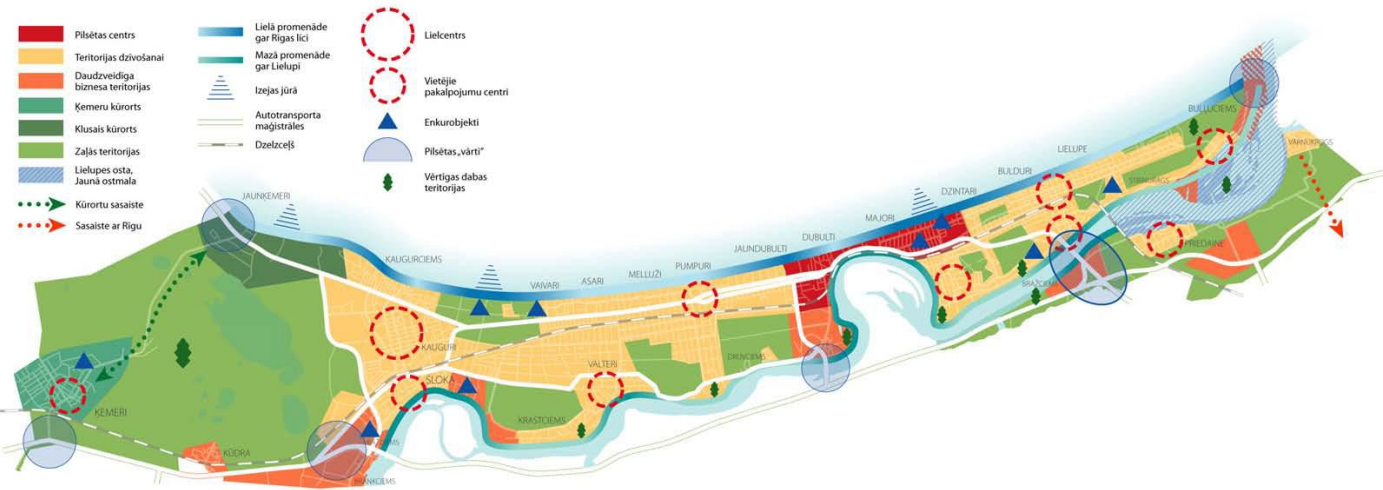 Pilsētas centrs
Teritorijas dzīvošanai
Daudzveidīga
biznesa teritorijas
Ķemeru kūrorts
Klusais kūrorts
Zaļās teritorijas
Lielupes osta,
Jaunā ostmala
Kūrortu sasaiste
Sasaiste ar Rīgu
Lielā promenāde
gar Rīgas līci
Mazā promenāde
gar Lielupi
Izejas jūrā
Autotransporta
maģistrāles
Dzelzceļš
Lielcentrs
Vietējie
pakalpojumu centri
Enkurobjekti
Pilsētas „vārti"
Vērtīgas dabas
teritorijas
BUĻĻUCIEMS
VĀRNUKROGS
LIELUPE
STIRNURAGS
BULDURI
DZINTARI
MAJORI
PRIEDAINE
DUBULTI
JAUNDUBULTI
JAUNĶEMERI
PUMPURI
KAUGURCIEMS
MELLUŽI
ASARI
VAIVARI
BRAŽCIEMS
KAUGURI
DRUVCIEMS
VALTERI
SLOKA
ĶEMERI
KRASTCIEMS
KŪDRA
BRANKCIEMS